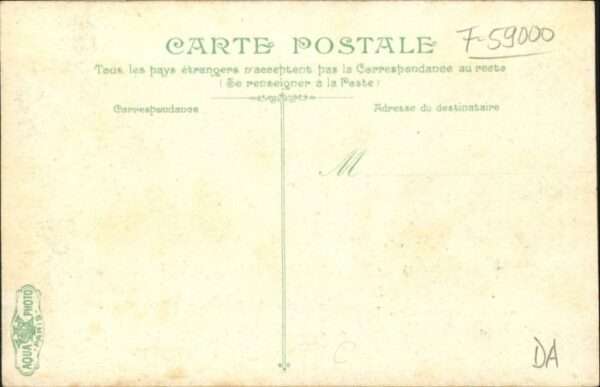 CARTE POSTALE
F-59000
Tous les pays étrangers n'acceptent pas la Correspondance au recto
(Se renseigner à la Poste)
Correspondance
Adresse du destinataire
M
AQUA PHOTO
PARIS
C
DA